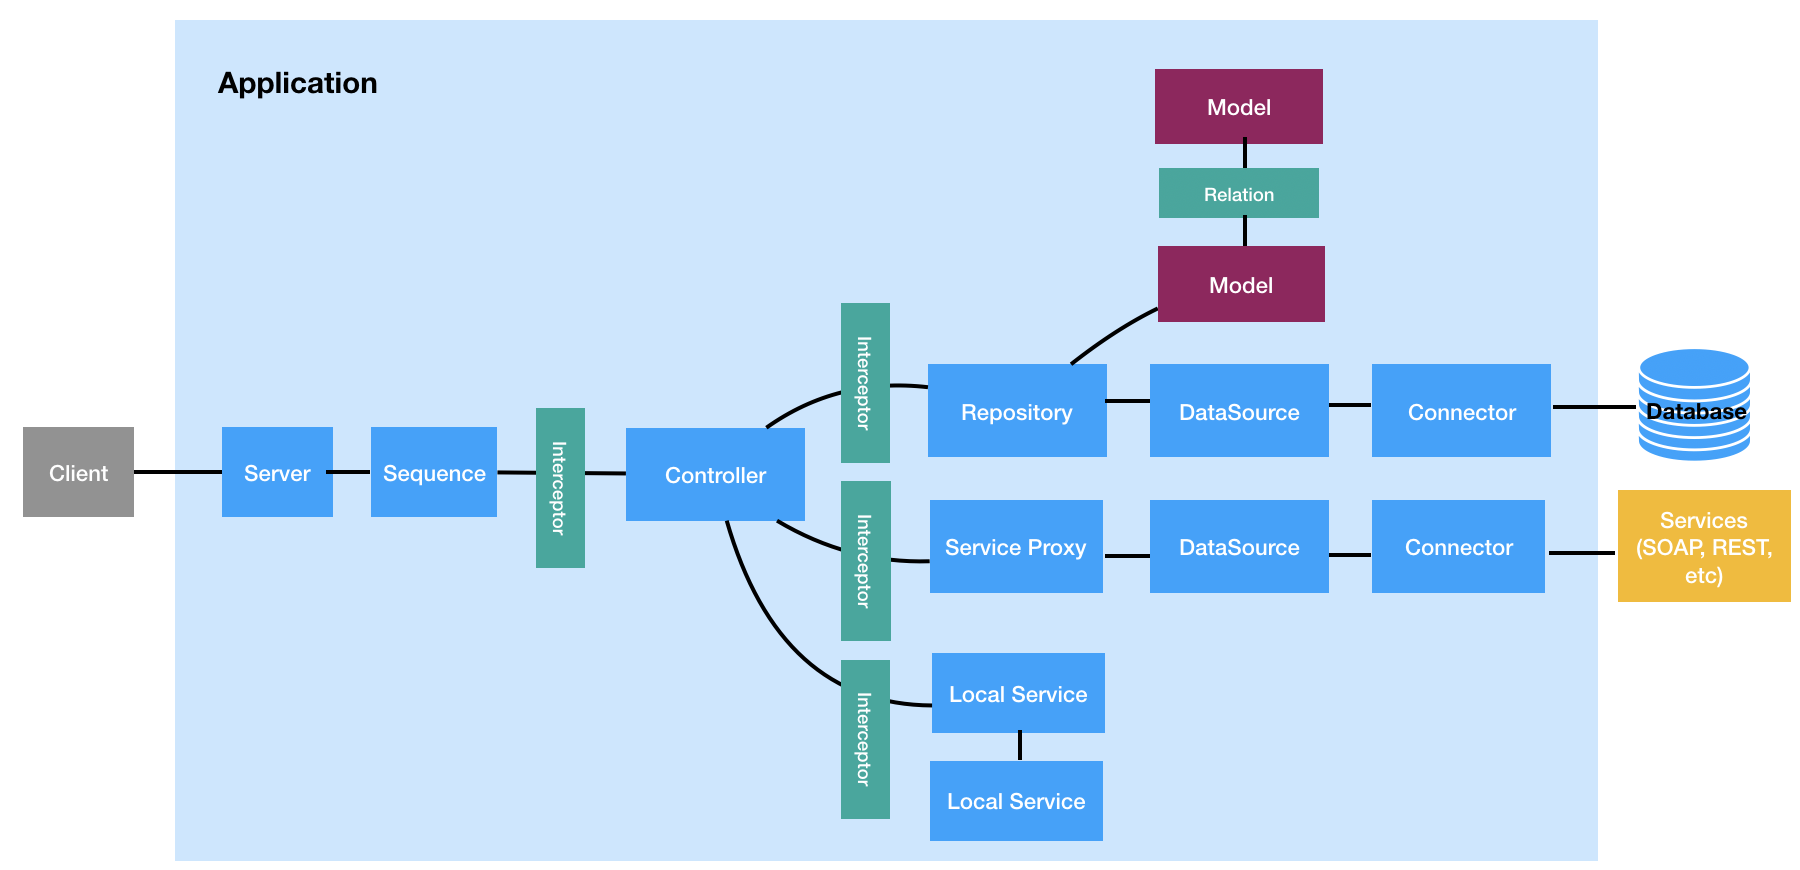 Application
Model
Relation
Model
Interceptor
Repository
DataSource
Connector
Database
Client
Server
Sequence
Interceptor
Controller
Interceptor
Service Proxy
DataSource
Connector
Services
(SOAP, REST,
etc)
Interceptor
Local Service
Local Service